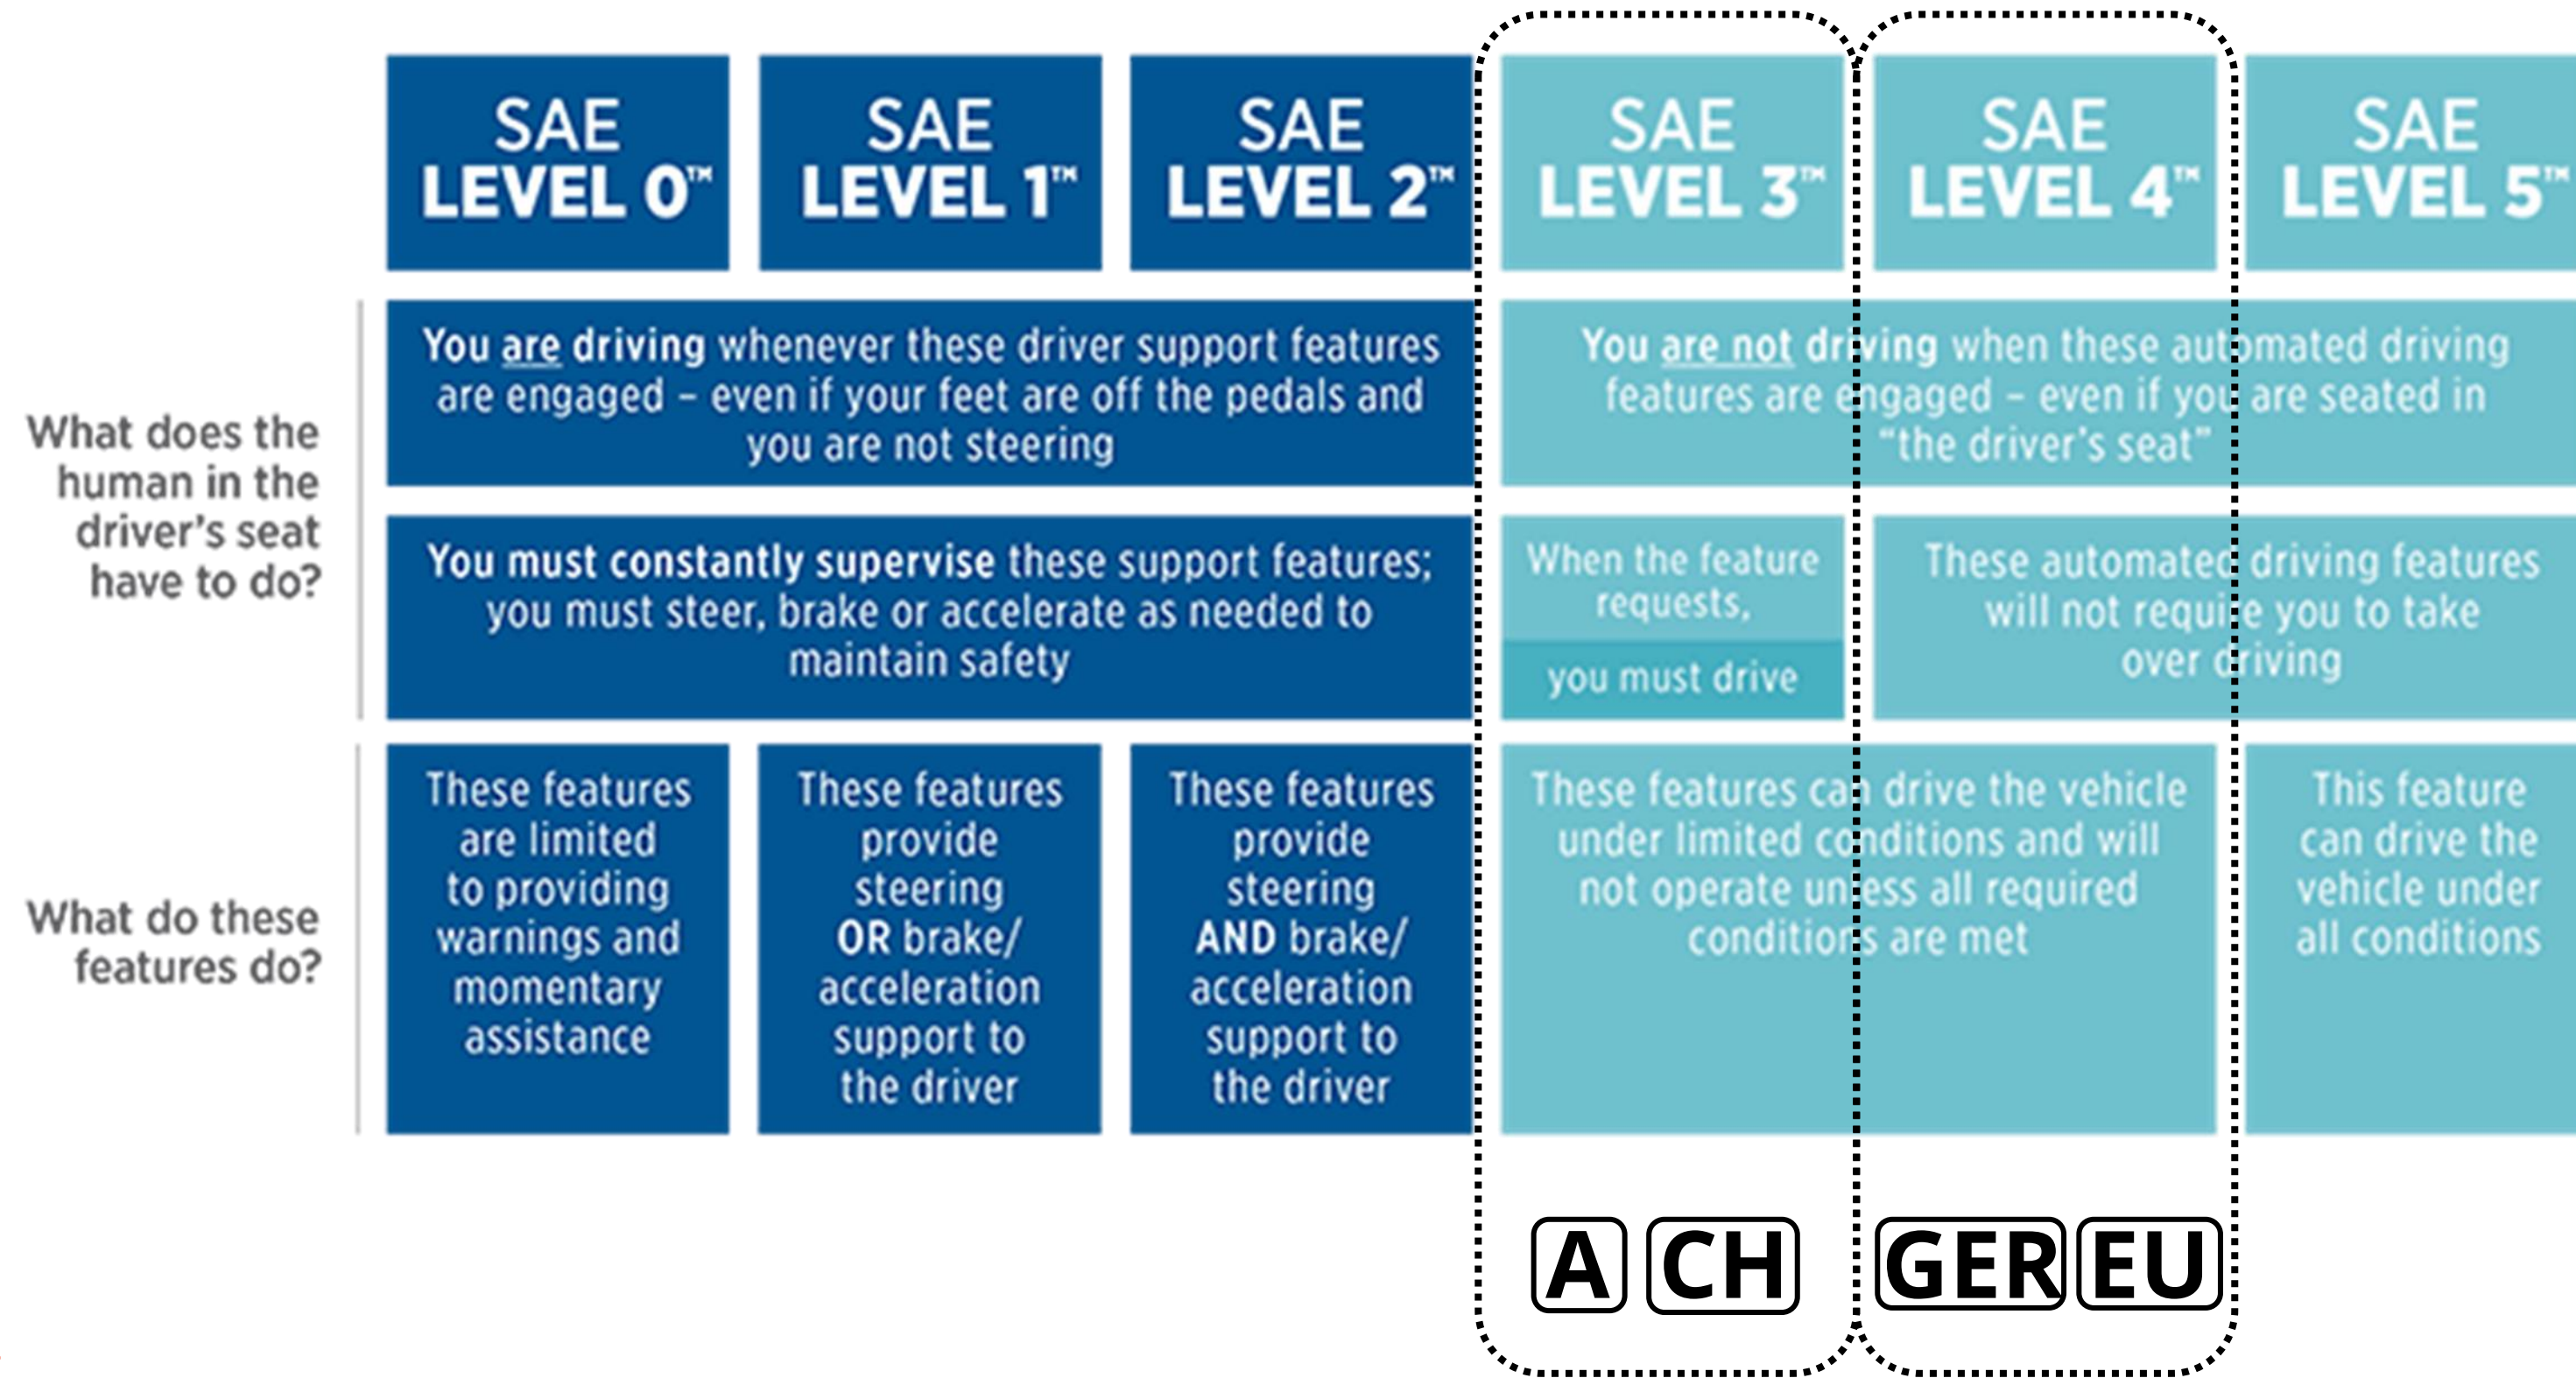 SAE
LEVEL 0™
SAE
LEVEL 1™
SAE
LEVEL 2™
SAE
LEVEL 3™
SAE
LEVEL 4™
SAE
LEVEL 5™
What does the
human in the
driver's seat
have to do?
You are driving whenever these driver support features
are engaged – even if your feet are off the pedals and
you are not steering
You are not driving when these automated driving
features are engaged – even if you are seated in
“the driver's seat”
You must constantly supervise these support features;
you must steer, brake or accelerate as needed to
maintain safety
When the feature
requests,
you must drive
These automated driving features
will not require you to take
over driving
What do these
features do?
These features
are limited
to providing
warnings and
momentary
assistance
These features
provide
steering
OR brake/
acceleration
support to
the driver
These features
provide
steering
AND brake/
acceleration
support to
the driver
These features can drive the vehicle
under limited conditions and will
not operate unless all required
conditions are met
This feature
can drive the
vehicle under
all conditions
A CH GER EU